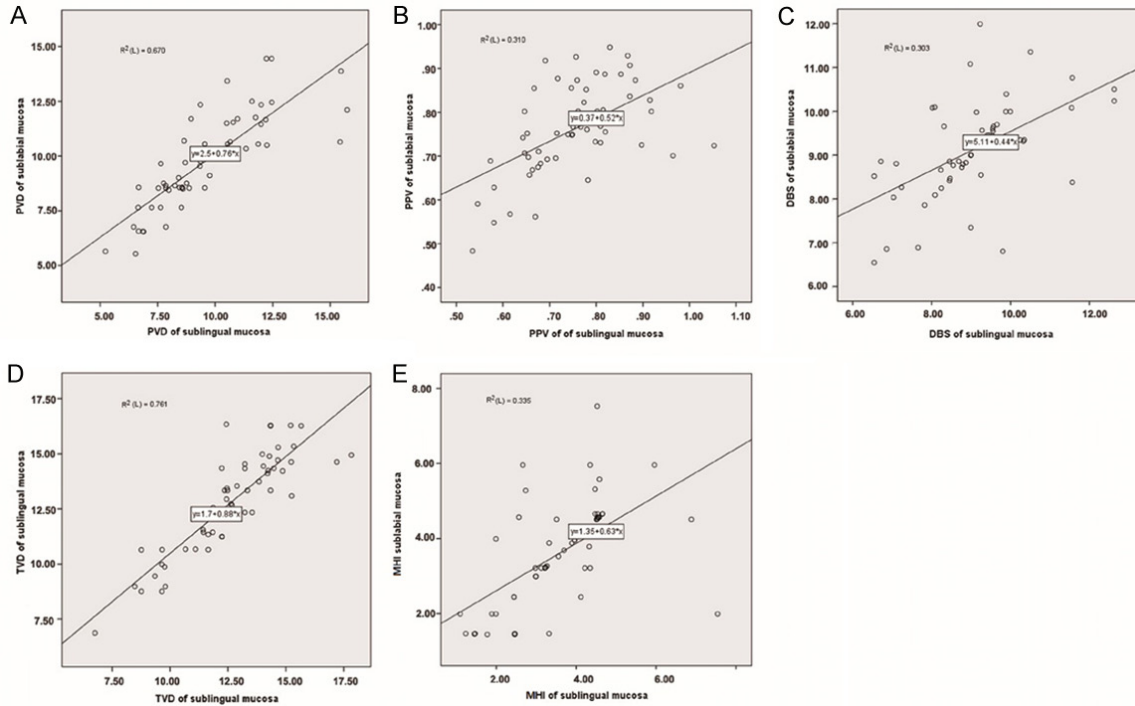 A
R² (L) = 0.670
y=2.5+0.76*x
PVD of sublabial mucosa
15.00
12.50
10.00
7.50
5.00
5.00 7.50 10.00 12.50 15.00
PVD of sublingual mucosa
B
R² (L) = 0.310
y=0.37+0.52*x
PPV of sublabial mucosa
1.00
.90
.80
.70
.60
.50
.40
.50 .60 .70 .80 .90 1.00 1.10
PPV of of sublingual mucosa
C
R² (L) = 0.303
y=5.11+0.44*x
DBS of sublabial mucosa
12.00
11.00
10.00
9.00
8.00
7.00
6.00
6.00 8.00 10.00 12.00
DBS of sublingual mucosa
D
R² (L) = 0.761
y=1.7+0.88*x
TVD of sublingual mucosa
17.50
15.00
12.50
10.00
7.50
7.50 10.00 12.50 15.00 17.50
TVD of sublingual mucosa
E
R² (L) = 0.335
y=1.35+0.63*x
MHI sublabial mucosa
8.00
6.00
4.00
2.00
2.00 4.00 6.00
MHI of sublingual mucosa